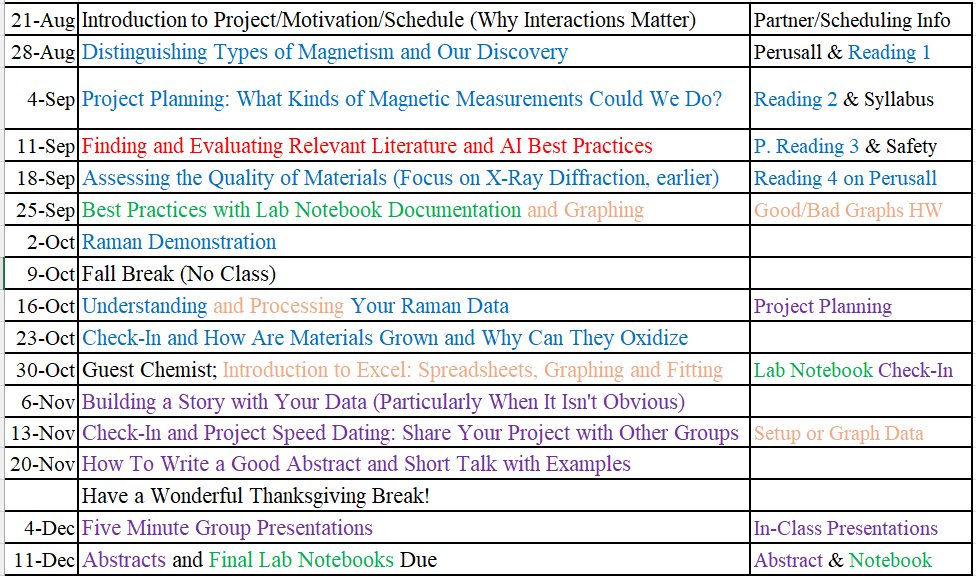 21-Aug Introduction to Project/Motivation/Schedule (Why Interactions Matter) Partner/Scheduling Info
28-Aug Distinguishing Types of Magnetism and Our Discovery Perusall & Reading 1
4-Sep Project Planning: What Kinds of Magnetic Measurements Could We Do? Reading 2 & Syllabus
11-Sep Finding and Evaluating Relevant Literature and AI Best Practices P. Reading 3 & Safety
18-Sep Assessing the Quality of Materials (Focus on X-Ray Diffraction, earlier) Reading 4 on Perusall
25-Sep Best Practices with Lab Notebook Documentation and Graphing Good/Bad Graphs HW
2-Oct Raman Demonstration
9-Oct Fall Break (No Class)
16-Oct Understanding and Processing Your Raman Data Project Planning
23-Oct Check-In and How Are Materials Grown and Why Can They Oxidize
30-Oct Guest Chemist; Introduction to Excel: Spreadsheets, Graphing and Fitting Lab Notebook Check-In
6-Nov Building a Story with Your Data (Particularly When It Isn't Obvious)
13-Nov Check-In and Project Speed Dating: Share Your Project with Other Groups Setup or Graph Data
20-Nov How To Write a Good Abstract and Short Talk with Examples
Have a Wonderful Thanksgiving Break!
4-Dec Five Minute Group Presentations In-Class Presentations
11-Dec Abstracts and Final Lab Notebooks Due Abstract & Notebook